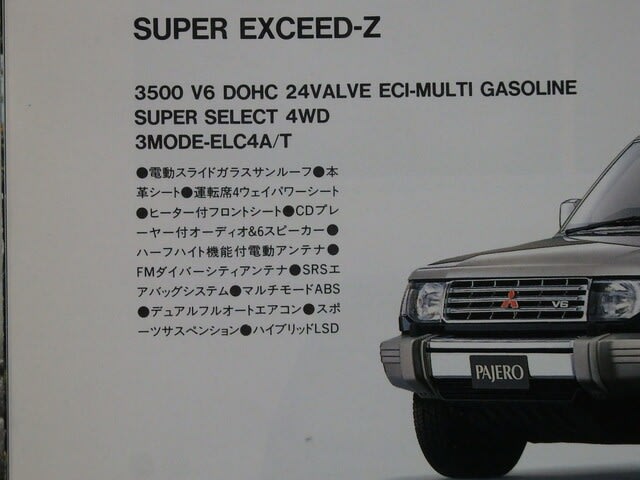 SUPER EXCEED-Z
3500 V6 DOHC 24VALVE ECI-MULTI GASOLINE
SUPER SELECT 4WD
3MODE-ELC4A/T
●電動スライドガラスサンルーフ●本
革シート●運転席4ウェイパワーシート
●ヒーター付フロントシート●CDプレ
ーヤー付オーディオ&6スピーカー●
ハーフハイト機能付電動アンテナ●
FMダイバーシティアンテナ●SRSエ
アバッグシステム●マルチモードABS
●デュアルフルオートエアコン●スポ
ーツサスペンション●ハイブリッドLSD
V6
PAJERO